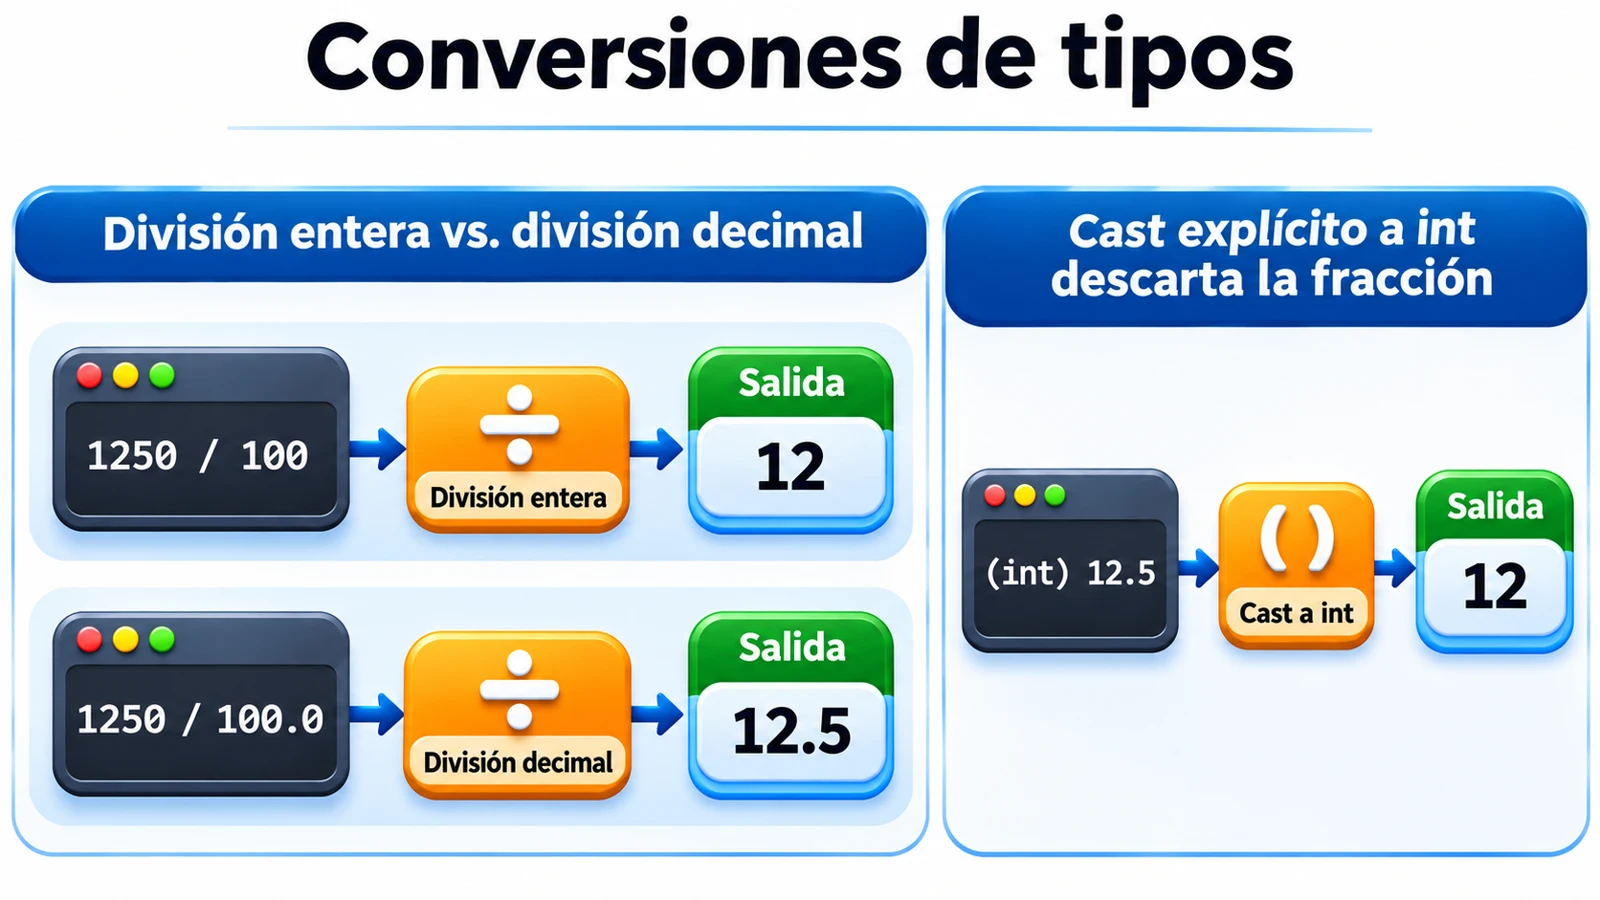 Conversiones de tipos
División entera vs. división decimal
1250 / 100
División entera
Salida
12
1250 / 100.0
División decimal
Salida
12.5
Cast explícito a int
descarta la fracción
(int) 12.5
( )
Cast a int
Salida
12